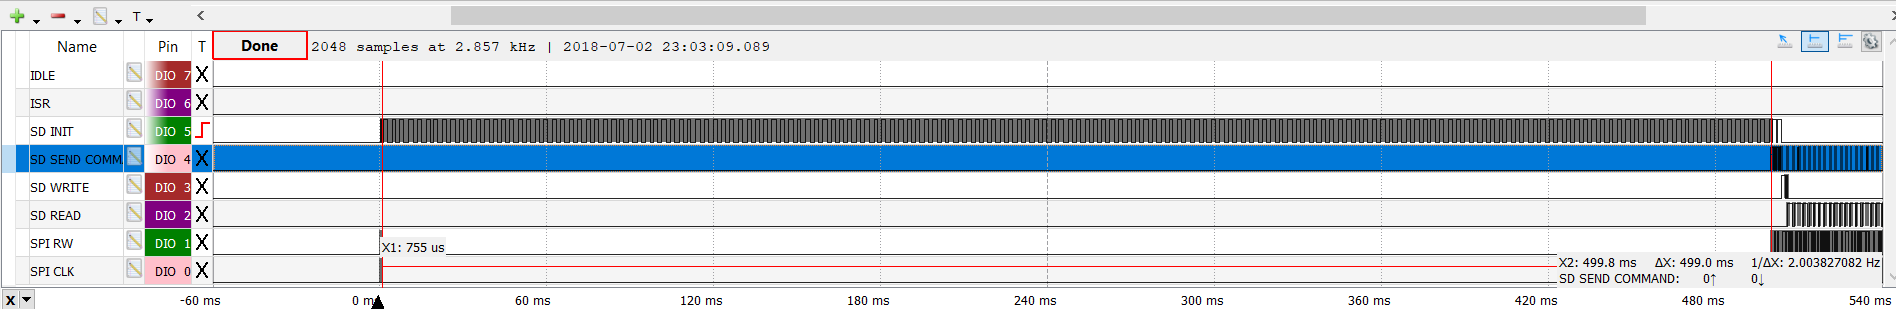 T
Name Pin T Done 2048 samples at 2.857 kHz | 2018-07-02 23:03:09.089
IDLE DIO 7 X
ISR DIO 6 X
SD INIT DIO 5
SD SEND COMM DIO 4 X
SD WRITE DIO 3 X
SD READ DIO 2 X
SPI RW DIO 1 X
X1: 755 us
SPI CLK DIO 0 X
X2: 499.8 ms ΔX: 499.0 ms 1/ΔX: 2.003827082 Hz
SD SEND COMMAND: 0↑ 0↓
X -60 ms 0 ms 60 ms 120 ms 180 ms 240 ms 300 ms 360 ms 420 ms 480 ms 540 ms